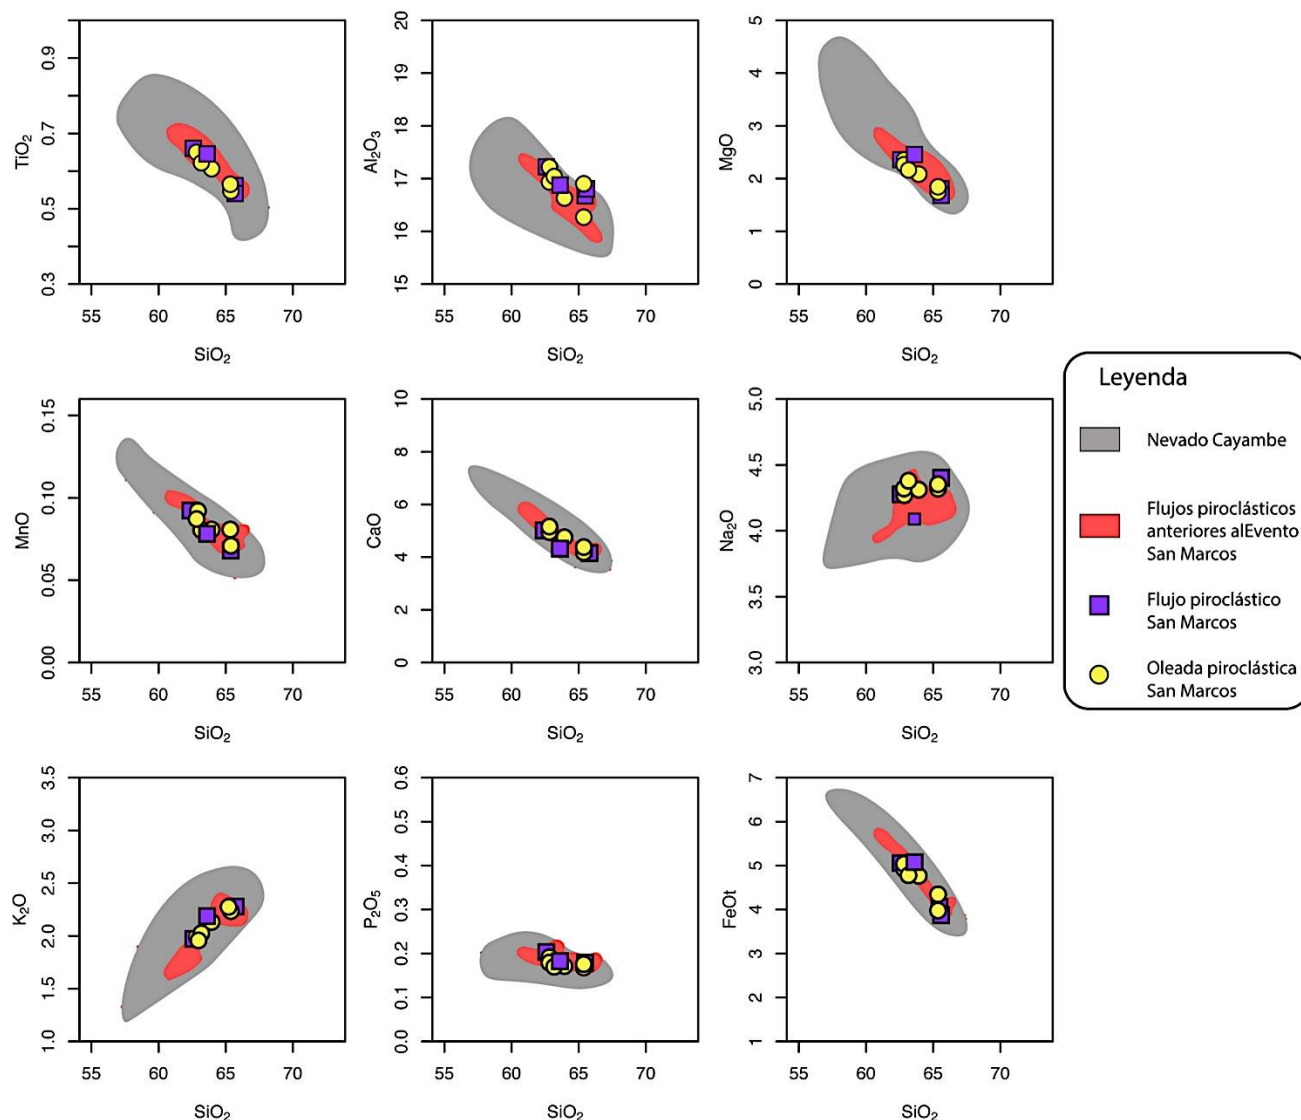 TiO₂
0.3 0.5 0.7 0.9
55 60 65 70
SiO₂
Al₂O₃
15 16 17 18 19 20
55 60 65 70
SiO₂
MgO
0 1 2 3 4 5
55 60 65 70
SiO₂
MnO
0.00 0.05 0.10 0.15
55 60 65 70
SiO₂
CaO
0 2 4 6 8 10
55 60 65 70
SiO₂
Na₂O
3.0 3.5 4.0 4.5 5.0
55 60 65 70
SiO₂
Leyenda
Nevado Cayambe
Flujos piroclásticos
anteriores alEvento
San Marcos
Flujo piroclástico
San Marcos
Oleada piroclástica
San Marcos
K₂O
1.0 1.5 2.0 2.5 3.0 3.5
55 60 65 70
SiO₂
P₂O₅
0.0 0.1 0.2 0.3 0.4 0.5 0.6
55 60 65 70
SiO₂
FeOt
1 2 3 4 5 6 7
55 60 65 70
SiO₂